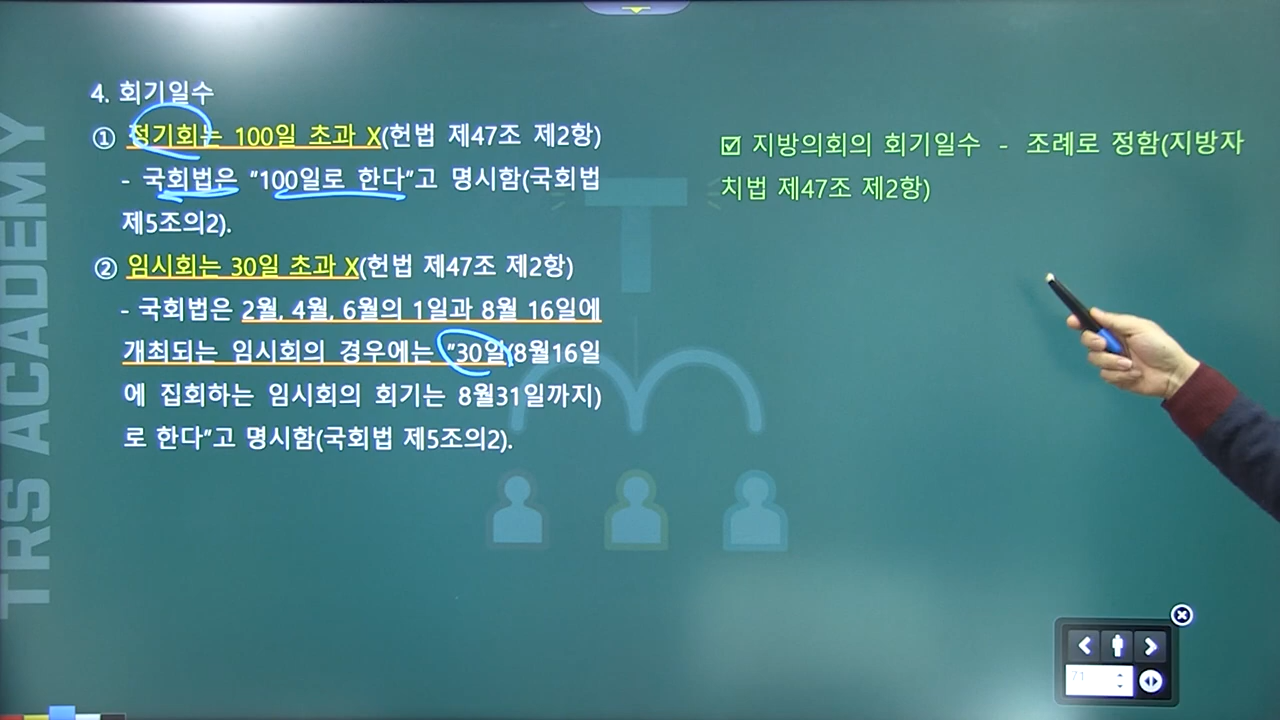 4. 회기일수
① 정기회는 100일 초과 X(헌법 제47조 제2항)
- 국회법은 "100일로 한다"고 명시함(국회법
제5조의2).
② 임시회는 30일 초과 X(헌법 제47조 제2항)
- 국회법은 2월, 4월, 6월의 1일과 8월 16일에
개최되는 임시회의 경우에는 "30일(8월16일
에 집회하는 임시회의 회기는 8월31일까지)
로 한다"고 명시함(국회법 제5조의2).
☑ 지방의회의 회기일수 - 조례로 정함(지방자
치법 제47조 제2항)
TRS ACADEMY
71